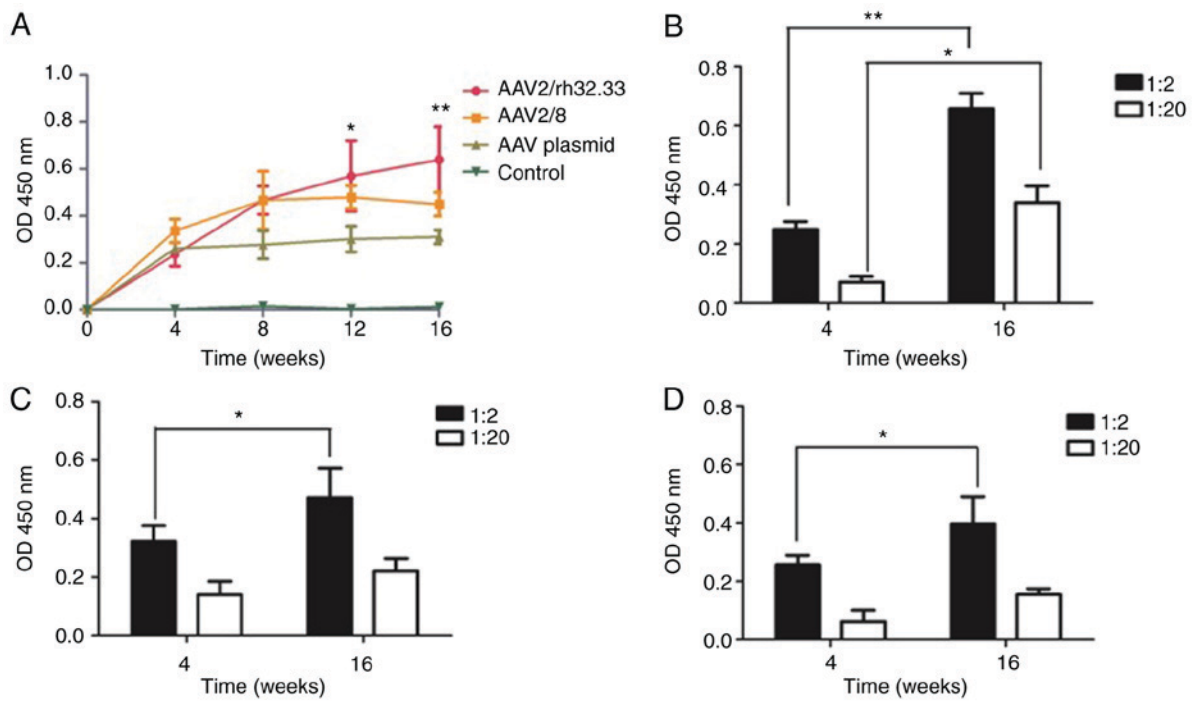 A
OD 450 nm
1.0
0.8
0.6
0.4
0.2
0.0
*
**
0 4 8 12 16
Time (weeks)
AAV2/rh32.33
AAV2/8
AAV plasmid
Control
B
OD 450 nm
0.8
0.6
0.4
0.2
0.0
**
*
1:2
1:20
4 16
Time (weeks)
C
OD 450 nm
0.8
0.6
0.4
0.2
0.0
*
1:2
1:20
4 16
Time (weeks)
D
OD 450 nm
0.8
0.6
0.4
0.2
0.0
*
1:2
1:20
4 16
Time (weeks)